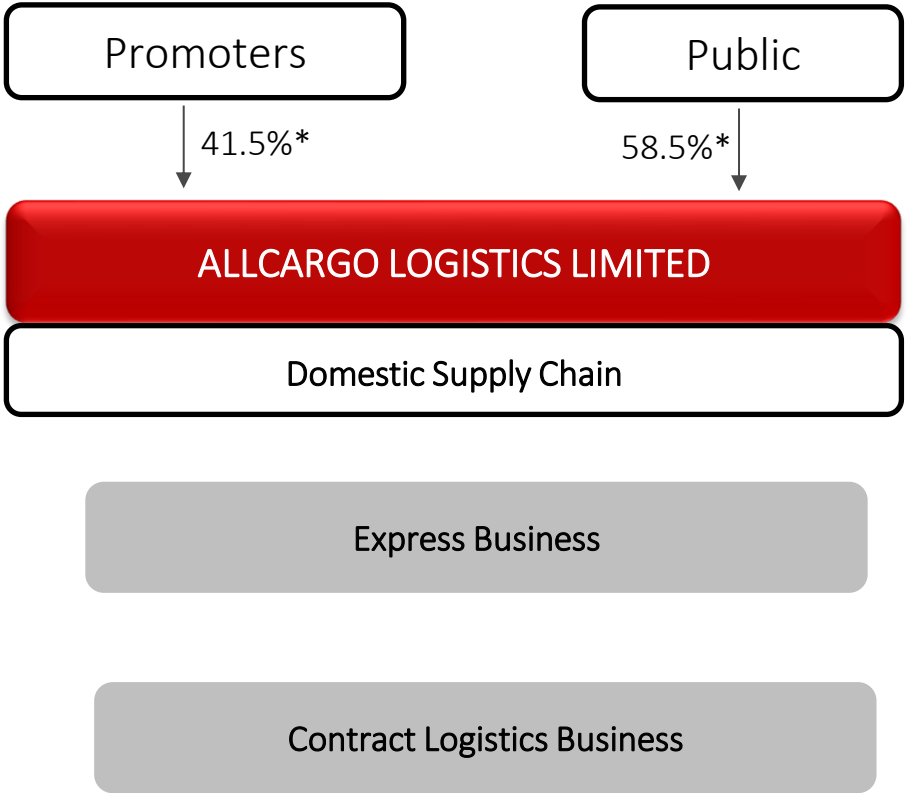 Promoters
Public
41.5%*
58.5%*
ALLCARGO LOGISTICS LIMITED
Domestic Supply Chain
Express Business
Contract Logistics Business